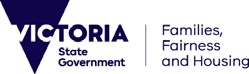 VICTORIA
State
Government
Families,
Fairness
and Housing